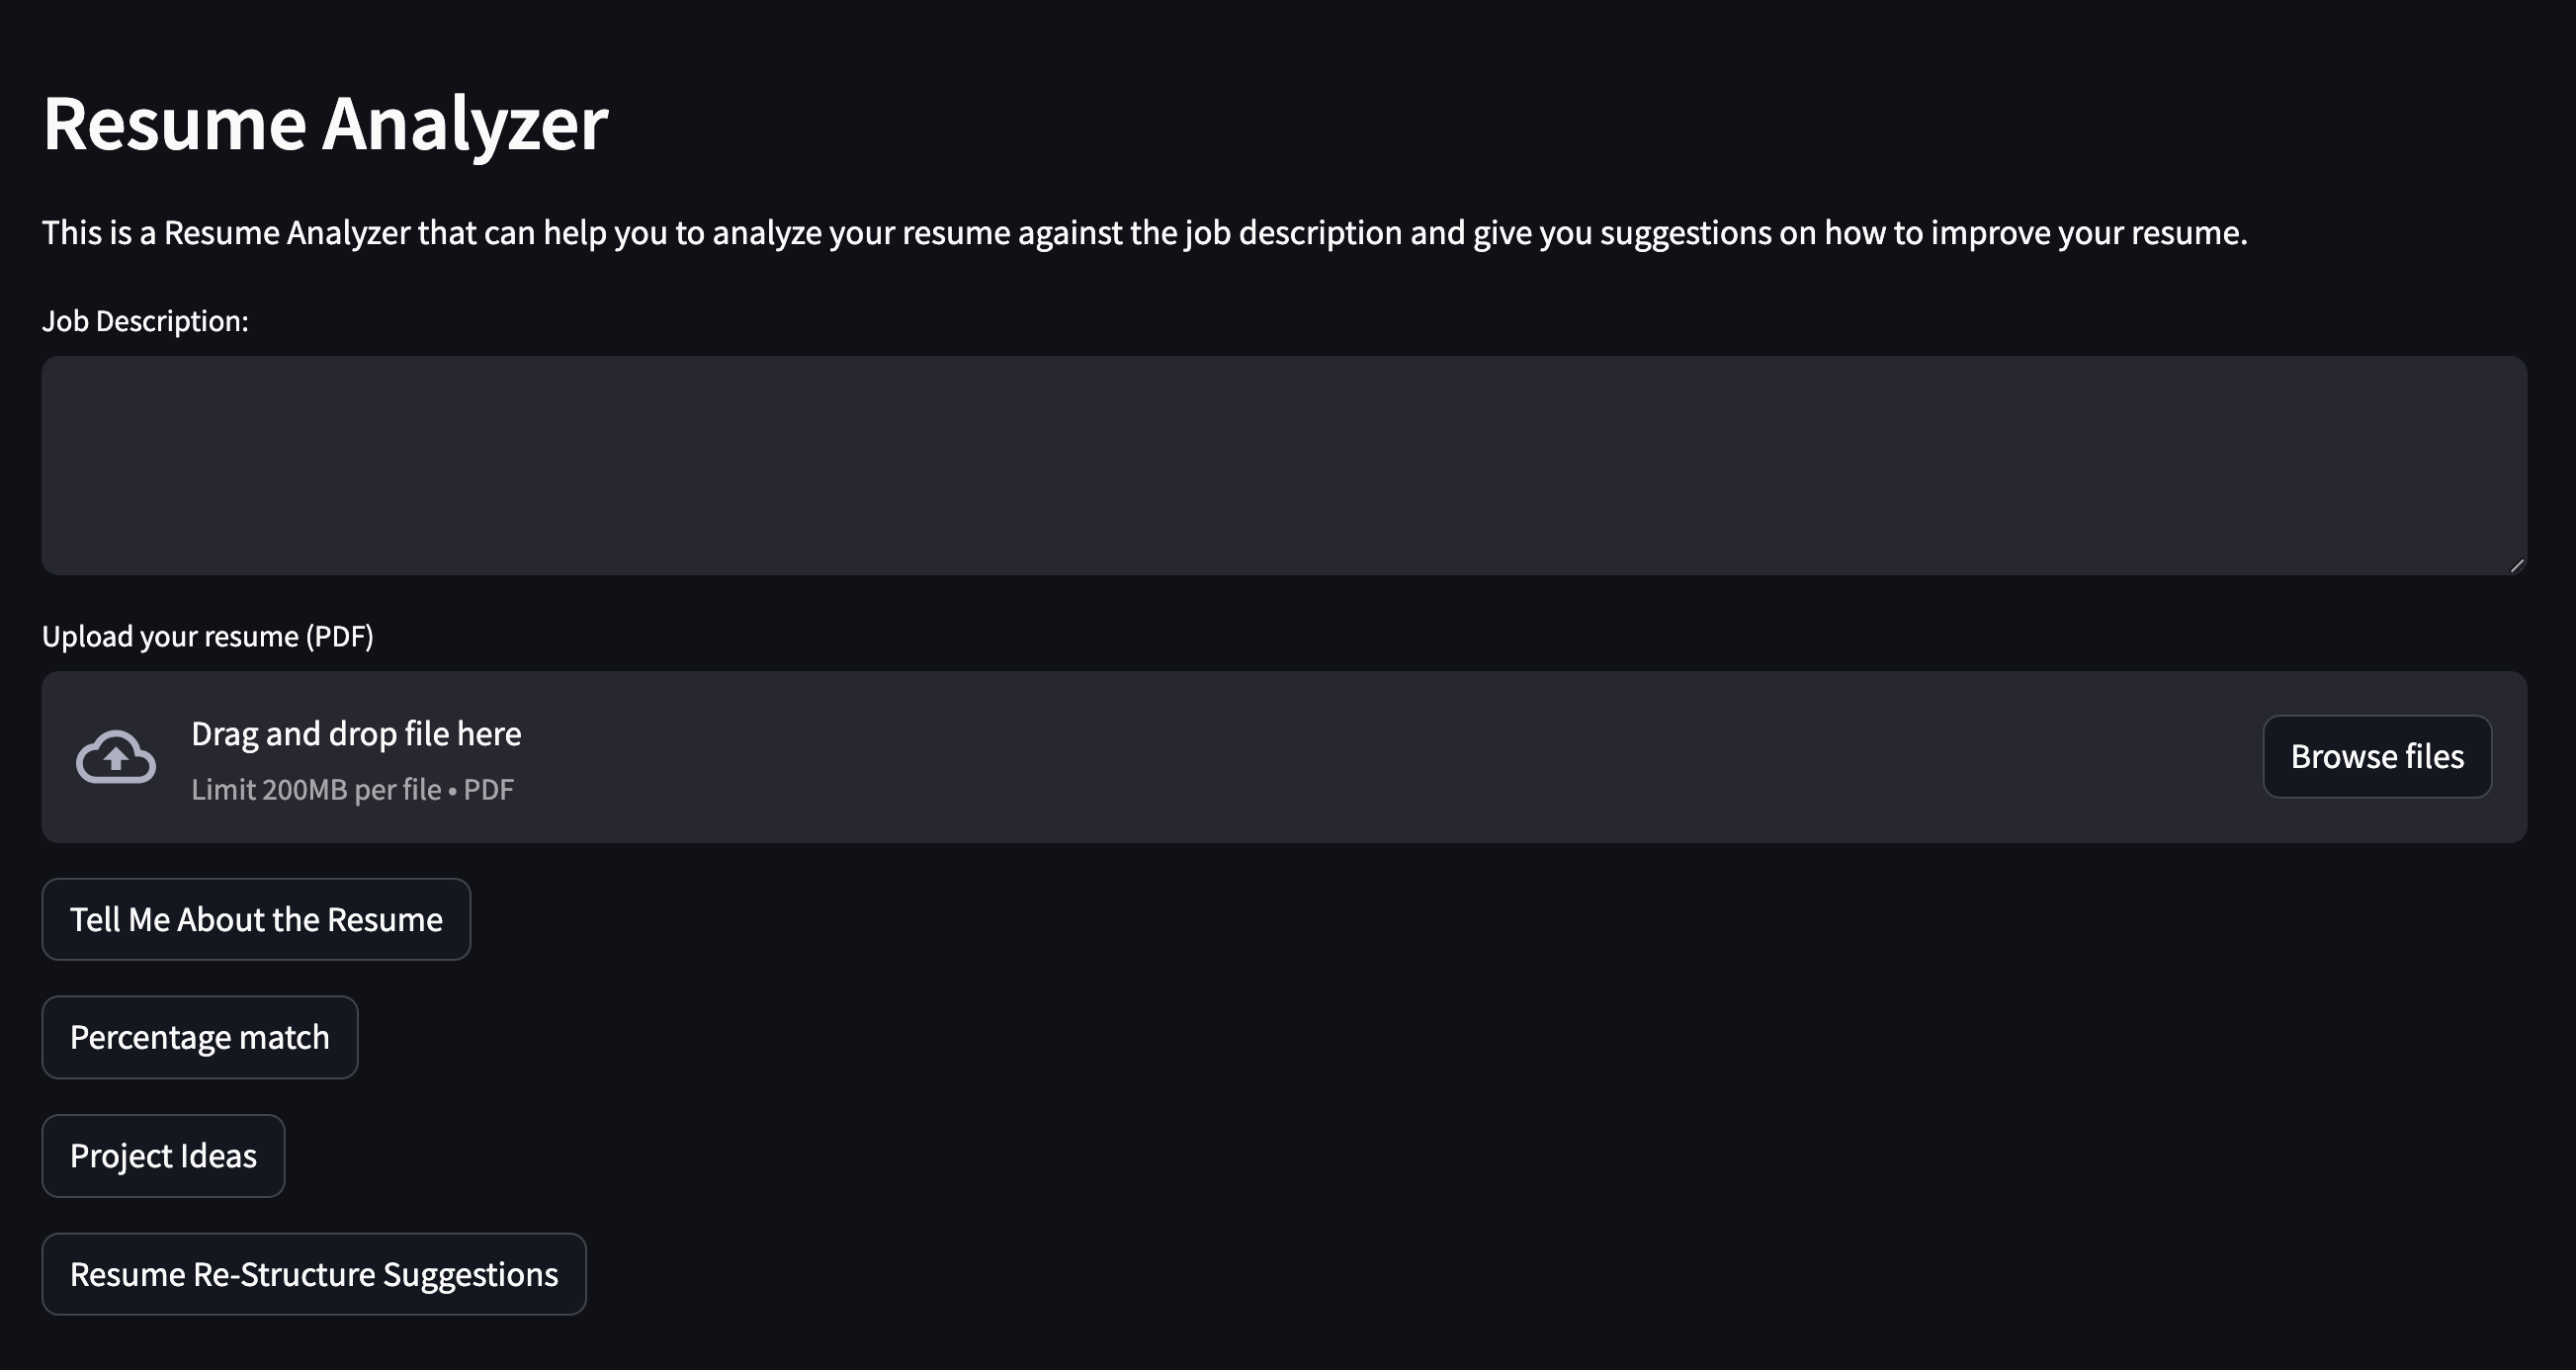 Resume Analyzer
This is a Resume Analyzer that can help you to analyze your resume against the job description and give you suggestions on how to improve your resume.
Job Description:
Upload your resume (PDF)
Drag and drop file here
Limit 200MB per file • PDF
Browse files
Tell Me About the Resume
Percentage match
Project Ideas
Resume Re-Structure Suggestions